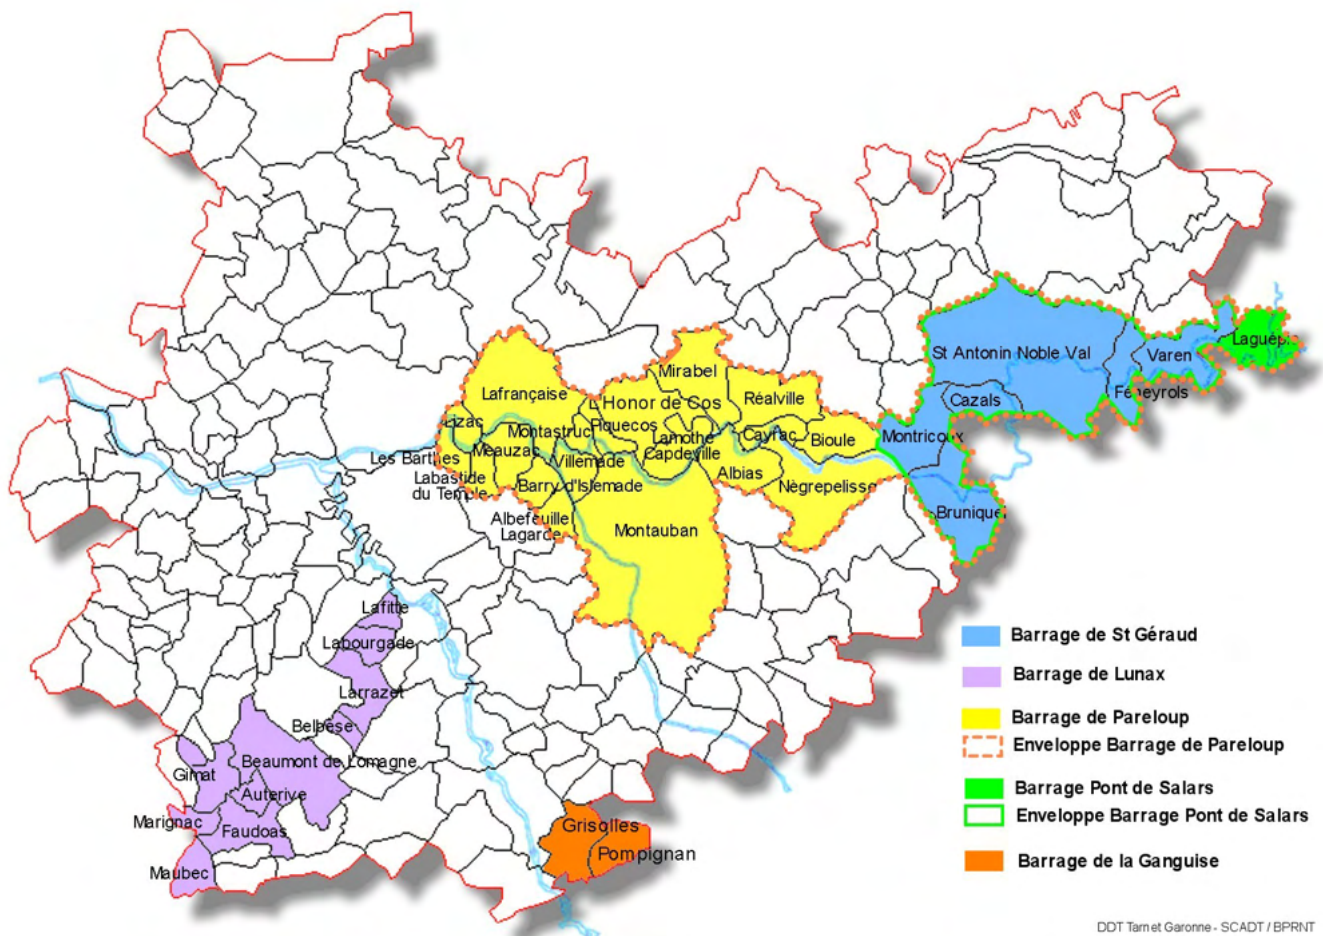 St Antonin Noble Val
Varen
Laguépie
Cazals
Féneyrols
Montricoux
Bruniquel
Lafrançaise
Mirabel
L'Honor de Cos
Réalville
Lizac
Montastruc
Piquecos
Lamothe
Capdeville
Cayrac
Bioule
Les Barthes
Meauzac
Villemade
Albias
Labastide
du Temple
Barry d'Islemade
Nègrepelisse
Albefeuille
Lagarde
Montauban
Lafitte
Labourgade
Larrazet
Belbèse
Gimat
Beaumont de Lomagne
Auterive
Marignac
Faudoas
Maubec
Grisolles
Pompignan
Barrage de St Géraud
Barrage de Lunax
Barrage de Pareloup
Enveloppe Barrage de Pareloup
Barrage Pont de Salars
Enveloppe Barrage Pont de Salars
Barrage de la Ganguise
DDT Tarn et Garonne - SCADT / BPRNT